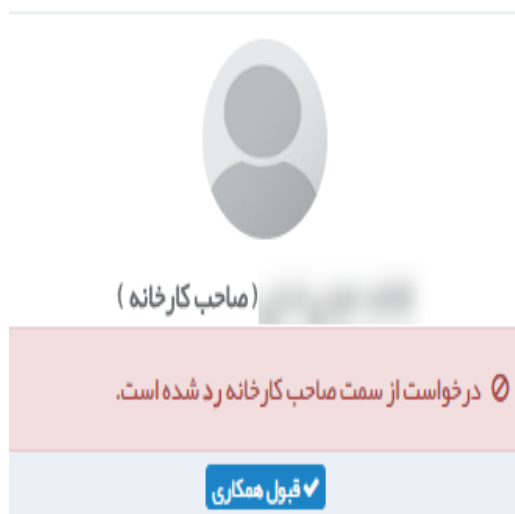 (صاحب کارخانه )
درخواست از سمت صاحب کارخانه رد شده است.
قبول همکاری